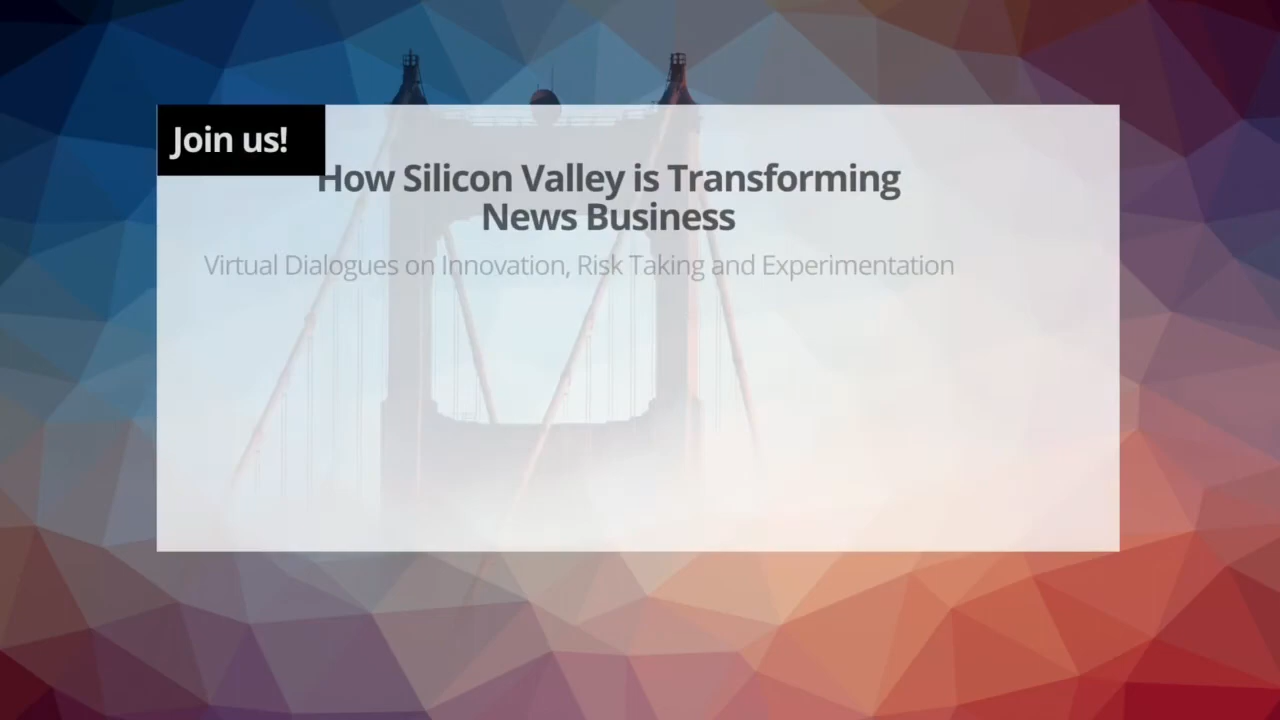 Join us!
How Silicon Valley is Transforming
News Business
Virtual Dialogues on Innovation, Risk Taking and Experimentation